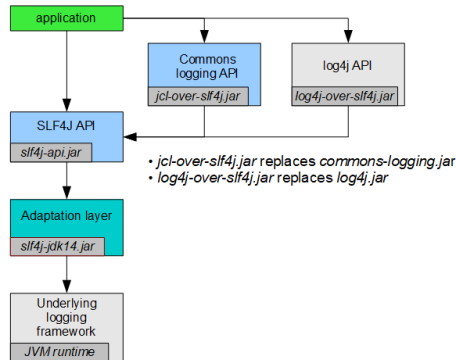 application
Commons
logging API
jcl-over-slf4j.jar
log4j API
log4j-over-slf4j.jar
SLF4J API
slf4j-api.jar
• jcl-over-slf4j.jar replaces commons-logging.jar
• log4j-over-slf4j.jar replaces log4j.jar
Adaptation layer
slf4j-jdk14.jar
Underlying
logging
framework
JVM runtime